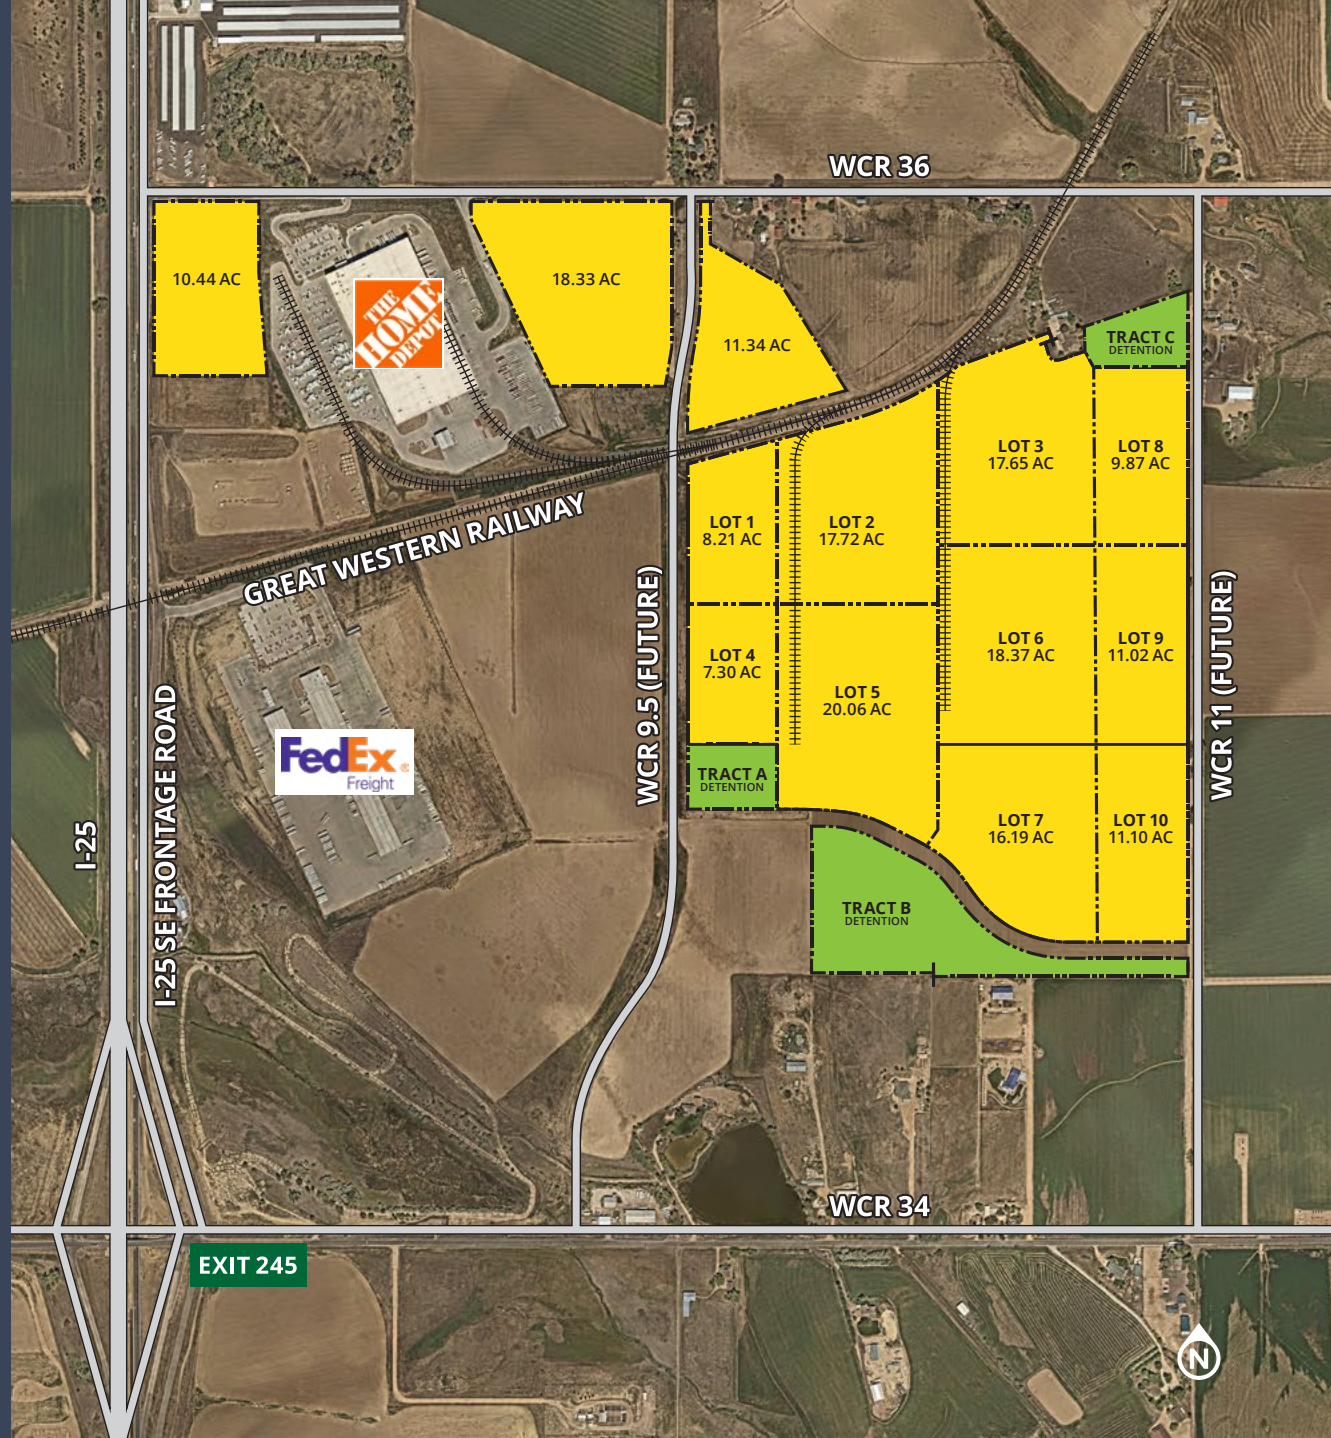 WCR 36
10.44 AC
THE
HOME
DEPOT
18.33 AC
11.34 AC
TRACT C
DETENTION
LOT 3
17.65 AC
LOT 8
9.87 AC
LOT 1
8.21 AC
LOT 2
17.72 AC
GREAT WESTERN RAILWAY
WCR 9.5 (FUTURE)
WCR 11 (FUTURE)
LOT 4
7.30 AC
LOT 5
20.06 AC
LOT 6
18.37 AC
LOT 9
11.02 AC
I-25
I-25 SE FRONTAGE ROAD
FedEx
Freight
TRACT A
DETENTION
LOT 7
16.19 AC
LOT 10
11.10 AC
TRACT B
DETENTION
WCR 34
EXIT 245
N